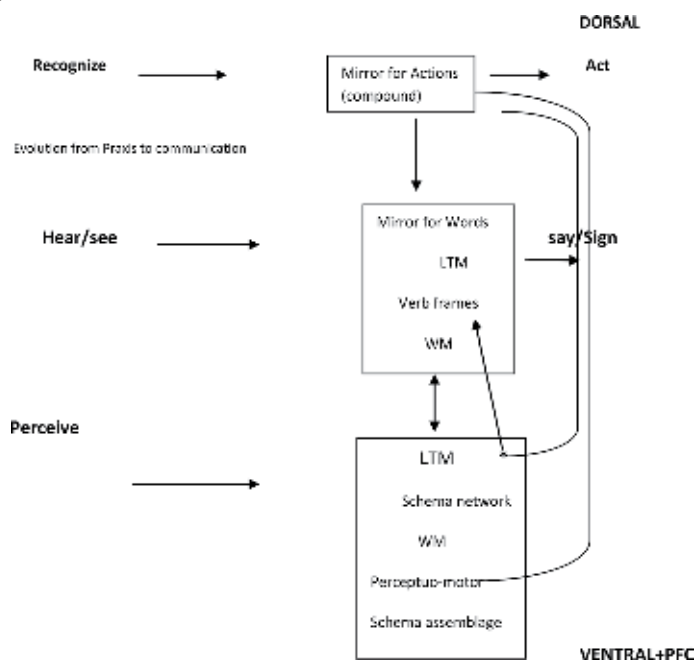 DORSAL
Recognize
Mirror for Actions
(compound)
Act
Evolution from Praxis to communication
Hear/see
Mirror for Words
say/Sign
LTM
Verb frames
WM
Perceive
LTM
Schema network
WM
Perceptuo-motor
Schema assemblage
VENTRAL+PFC